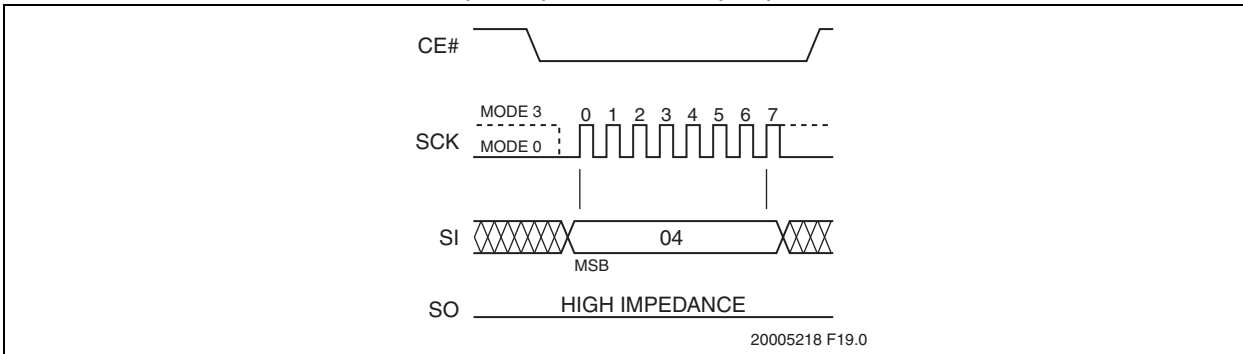 CE#
MODE 3
0 1 2 3 4 5 6 7
SCK
MODE 0
SI
04
MSB
SO
HIGH IMPEDANCE
20005218 F19.0